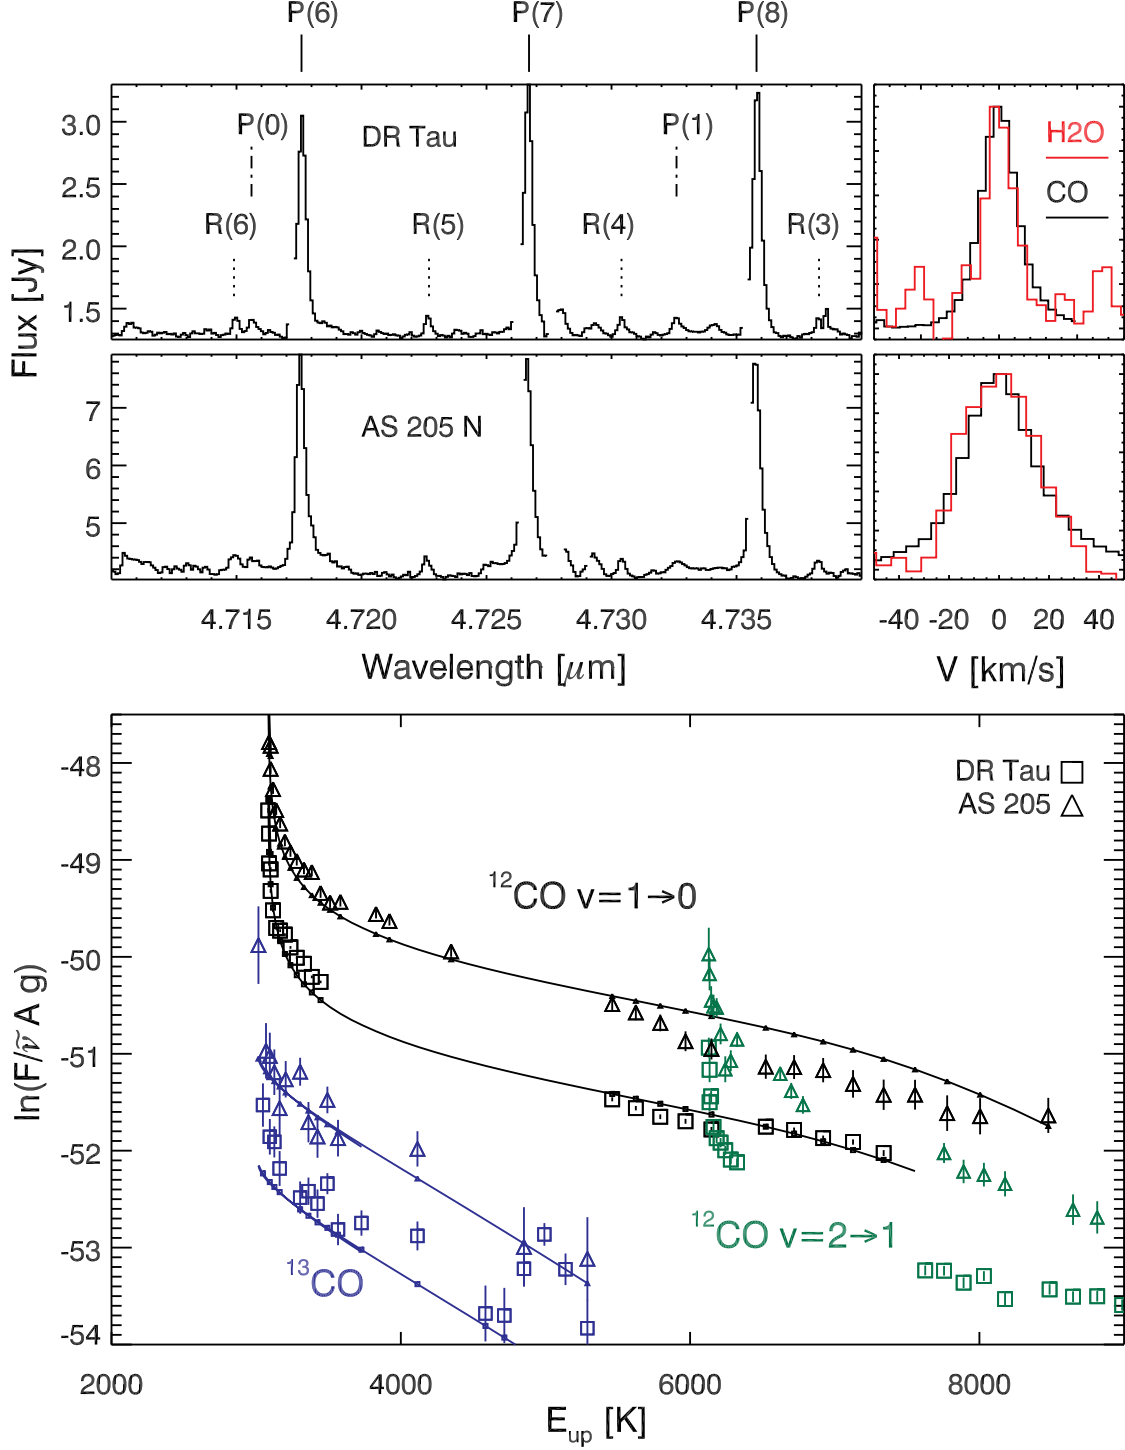 P(6) P(7) P(8)
3.0
2.5
2.0
1.5
P(0) DR Tau P(1)
R(6) R(5) R(4) R(3)
H2O
CO
Flux [Jy]
7
6
5
AS 205 N
4.715 4.720 4.725 4.730 4.735
-40 -20 0 20 40
Wavelength [μm]
V [km/s]
-48
-49
-50
-51
-52
-53
-54
DR Tau
AS 205
¹²CO v=1→0
¹²CO v=2→1
¹³CO
ln(F/ν̃ A g)
2000 4000 6000 8000
E_up [K]